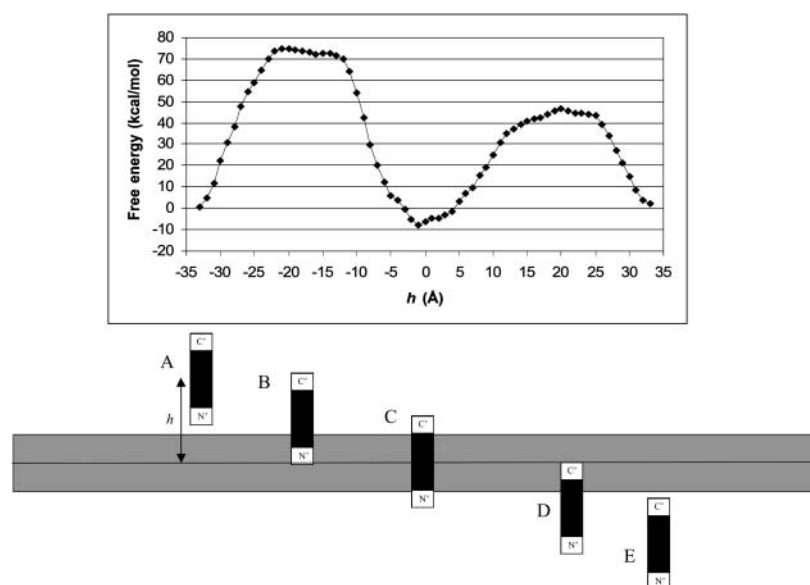 Free energy (kcal/mol)
80
70
60
50
40
30
20
10
0
-10
-20
-35 -30 -25 -20 -15 -10 -5 0 5 10 15 20 25 30 35
h (Å)
A
C'
N'
h
B
C'
N'
C
C'
N'
D
C'
N'
E
C'
N'